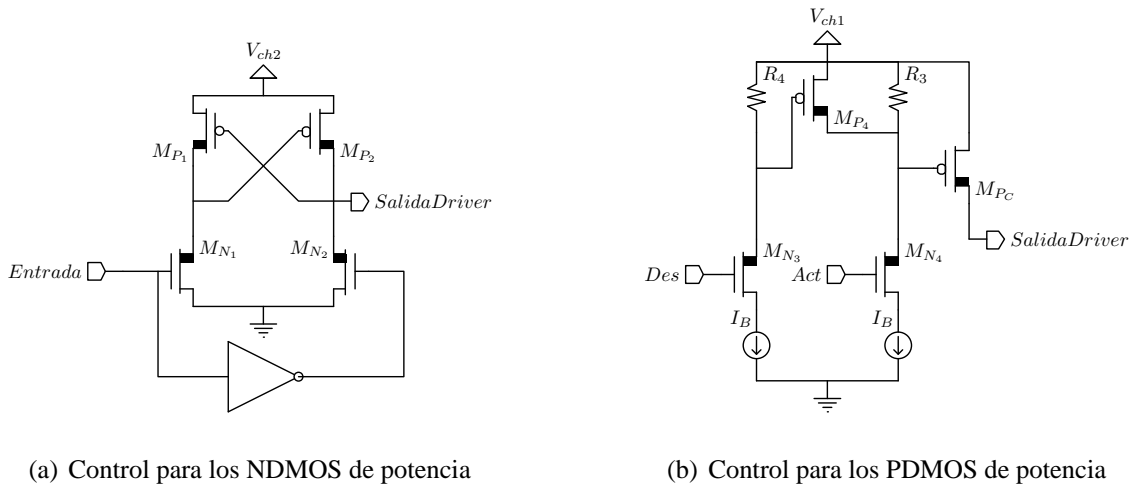 V_{ch2}
M_{P_1}
M_{P_2}
SalidaDriver
M_{N_1}
M_{N_2}
Entrada
(a) Control para los NDMOS de potencia
V_{ch1}
R_4
R_3
M_{P_4}
M_{P_C}
SalidaDriver
M_{N_3}
M_{N_4}
Des
Act
I_B
I_B
(b) Control para los PDMOS de potencia